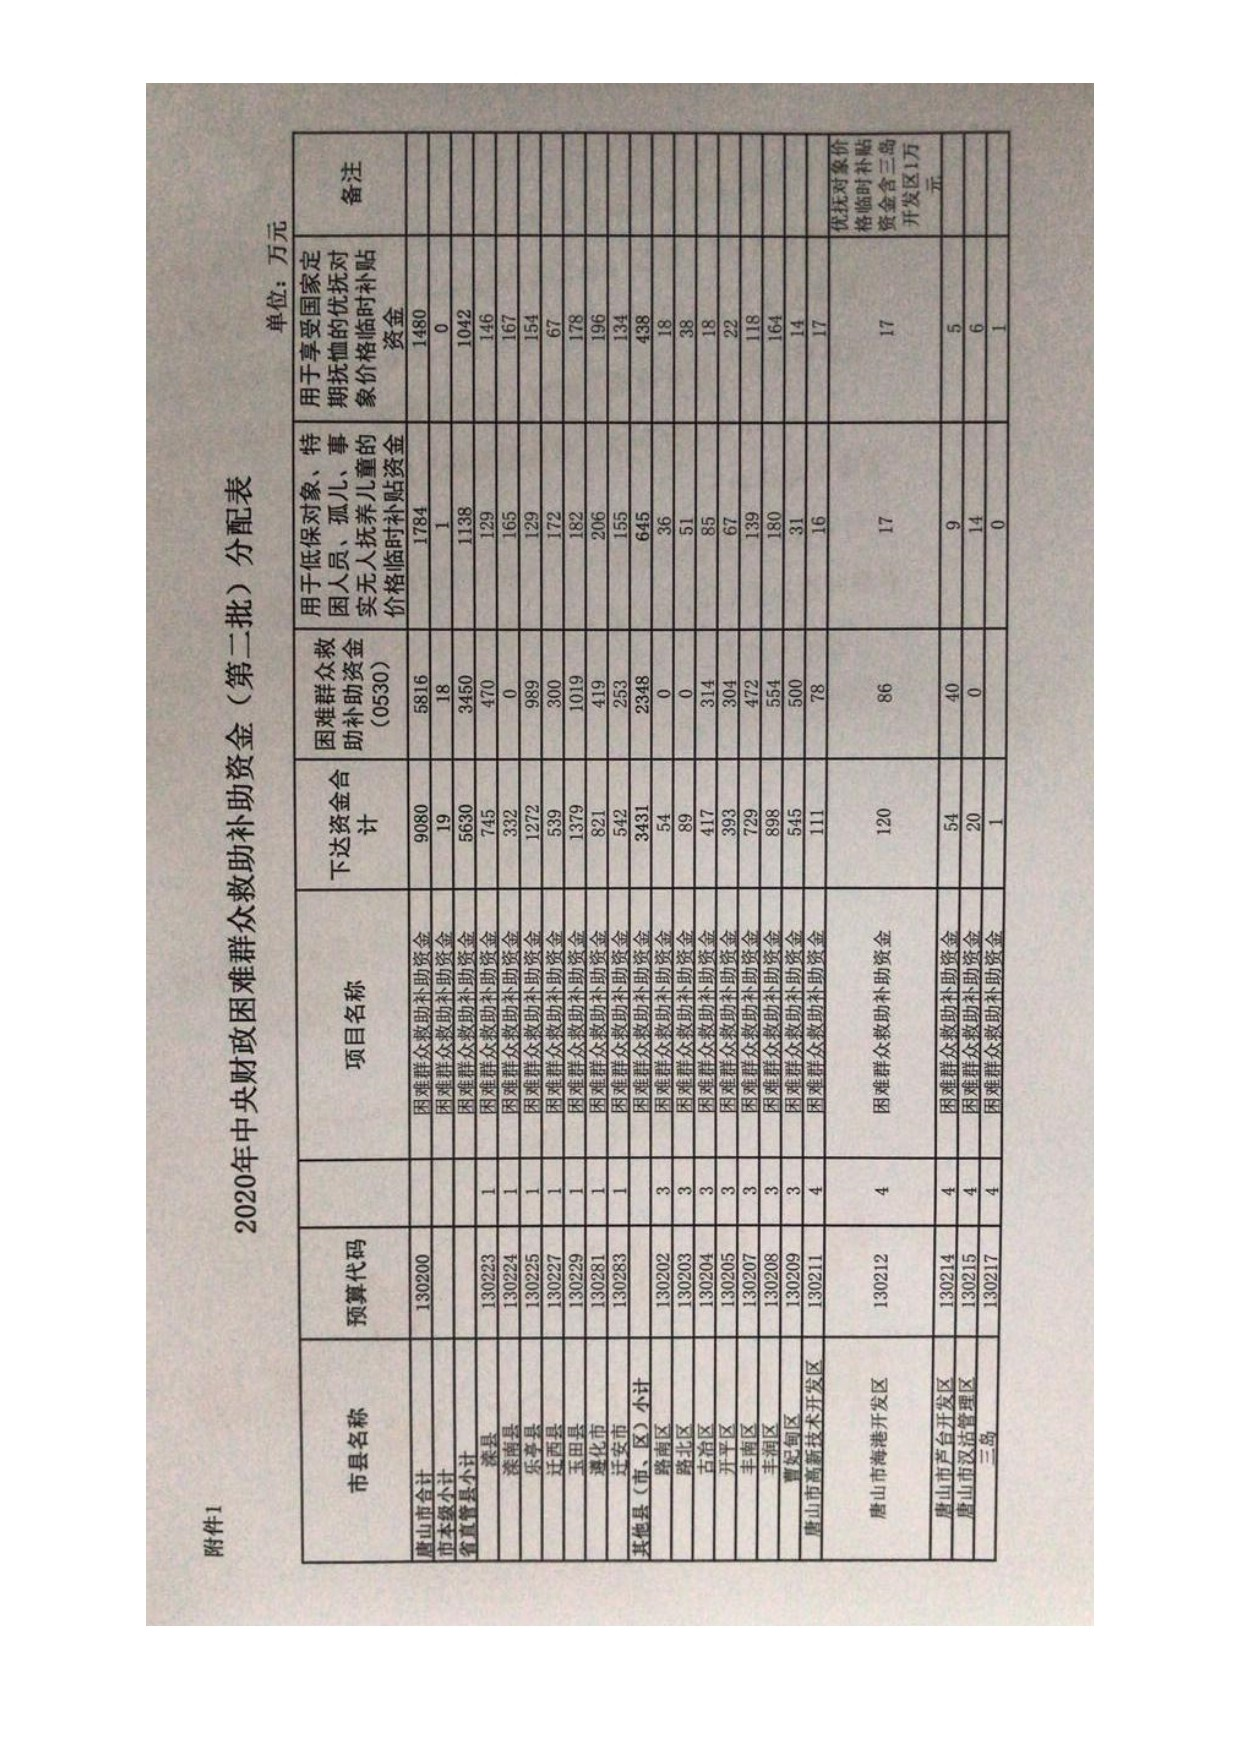 附件1
2020年中央财政困难群众救助补助资金（第二批）分配表
单位：万元
市县名称 预算代码 项目名称 下达资金合计 困难群众救助补助资金（0530） 用于低保对象、特困人员、孤儿、事实无人抚养儿童的价格临时补贴资金 用于享受国家定期抚恤的优抚对象价格临时补贴资金 备注
唐山市合计 130200 困难群众救助补助资金 9080 5816 1784 1480
市本级小计 困难群众救助补助资金 19 18 1 0
省直管县小计 困难群众救助补助资金 5630 3450 1138 1042
滦县 130223 1 困难群众救助补助资金 745 470 129 146
滦南县 130224 1 困难群众救助补助资金 332 0 165 167
乐亭县 130225 1 困难群众救助补助资金 1272 989 129 154
迁西县 130227 1 困难群众救助补助资金 539 300 172 67
玉田县 130229 1 困难群众救助补助资金 1379 1019 182 178
遵化市 130281 1 困难群众救助补助资金 821 419 206 196
迁安市 130283 1 困难群众救助补助资金 542 253 155 134
其他县（市、区）小计 困难群众救助补助资金 3431 2348 645 438
路南区 130202 3 困难群众救助补助资金 54 0 36 18
路北区 130203 3 困难群众救助补助资金 89 0 51 38
古冶区 130204 3 困难群众救助补助资金 417 314 85 18
开平区 130205 3 困难群众救助补助资金 393 304 67 22
丰南区 130207 3 困难群众救助补助资金 729 472 139 118
丰润区 130208 3 困难群众救助补助资金 898 554 180 164
曹妃甸区 130209 3 困难群众救助补助资金 545 500 31 14
唐山市高新技术开发区 130211 4 困难群众救助补助资金 111 78 16 17
唐山市海港开发区 130212 4 困难群众救助补助资金 120 86 17 17 优抚对象价格临时补贴资金含三岛开发区1万元
唐山市芦台开发区 130214 4 困难群众救助补助资金 54 40 9 5
唐山市汉沽管理区 130215 4 困难群众救助补助资金 20 0 14 6
三岛 130217 4 困难群众救助补助资金 1 0 1